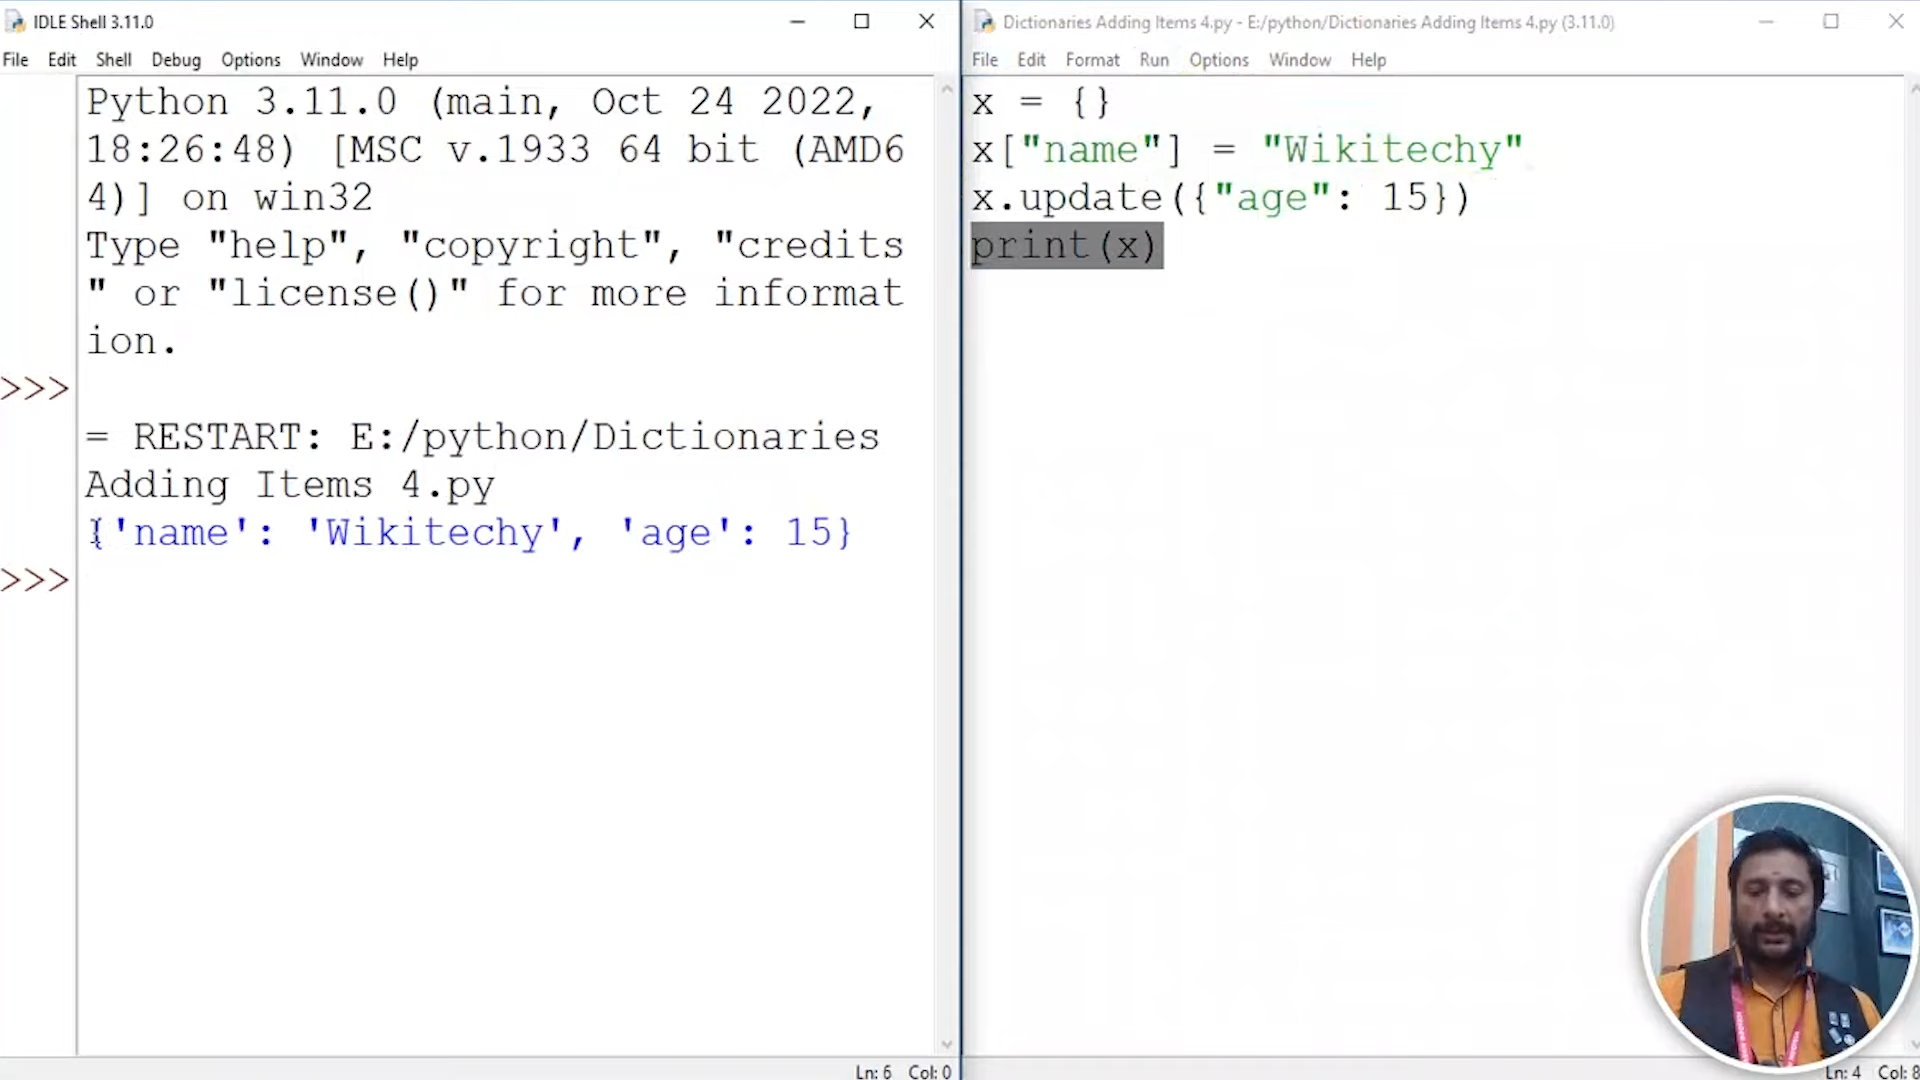 IDLE Shell 3.11.0
File Edit Shell Debug Options Window Help
Python 3.11.0 (main, Oct 24 2022,
18:26:48) [MSC v.1933 64 bit (AMD6
4)] on win32
Type "help", "copyright", "credits
" or "license()" for more informat
ion.
>>>
= RESTART: E:/python/Dictionaries
Adding Items 4.py
{'name': 'Wikitechy', 'age': 15}
>>>
Ln: 6 Col: 0
Dictionaries Adding Items 4.py - E:/python/Dictionaries Adding Items 4.py (3.11.0)
File Edit Format Run Options Window Help
x = {}
x["name"] = "Wikitechy"
x.update({"age": 15})
print(x)
Ln: 4 Col: 8